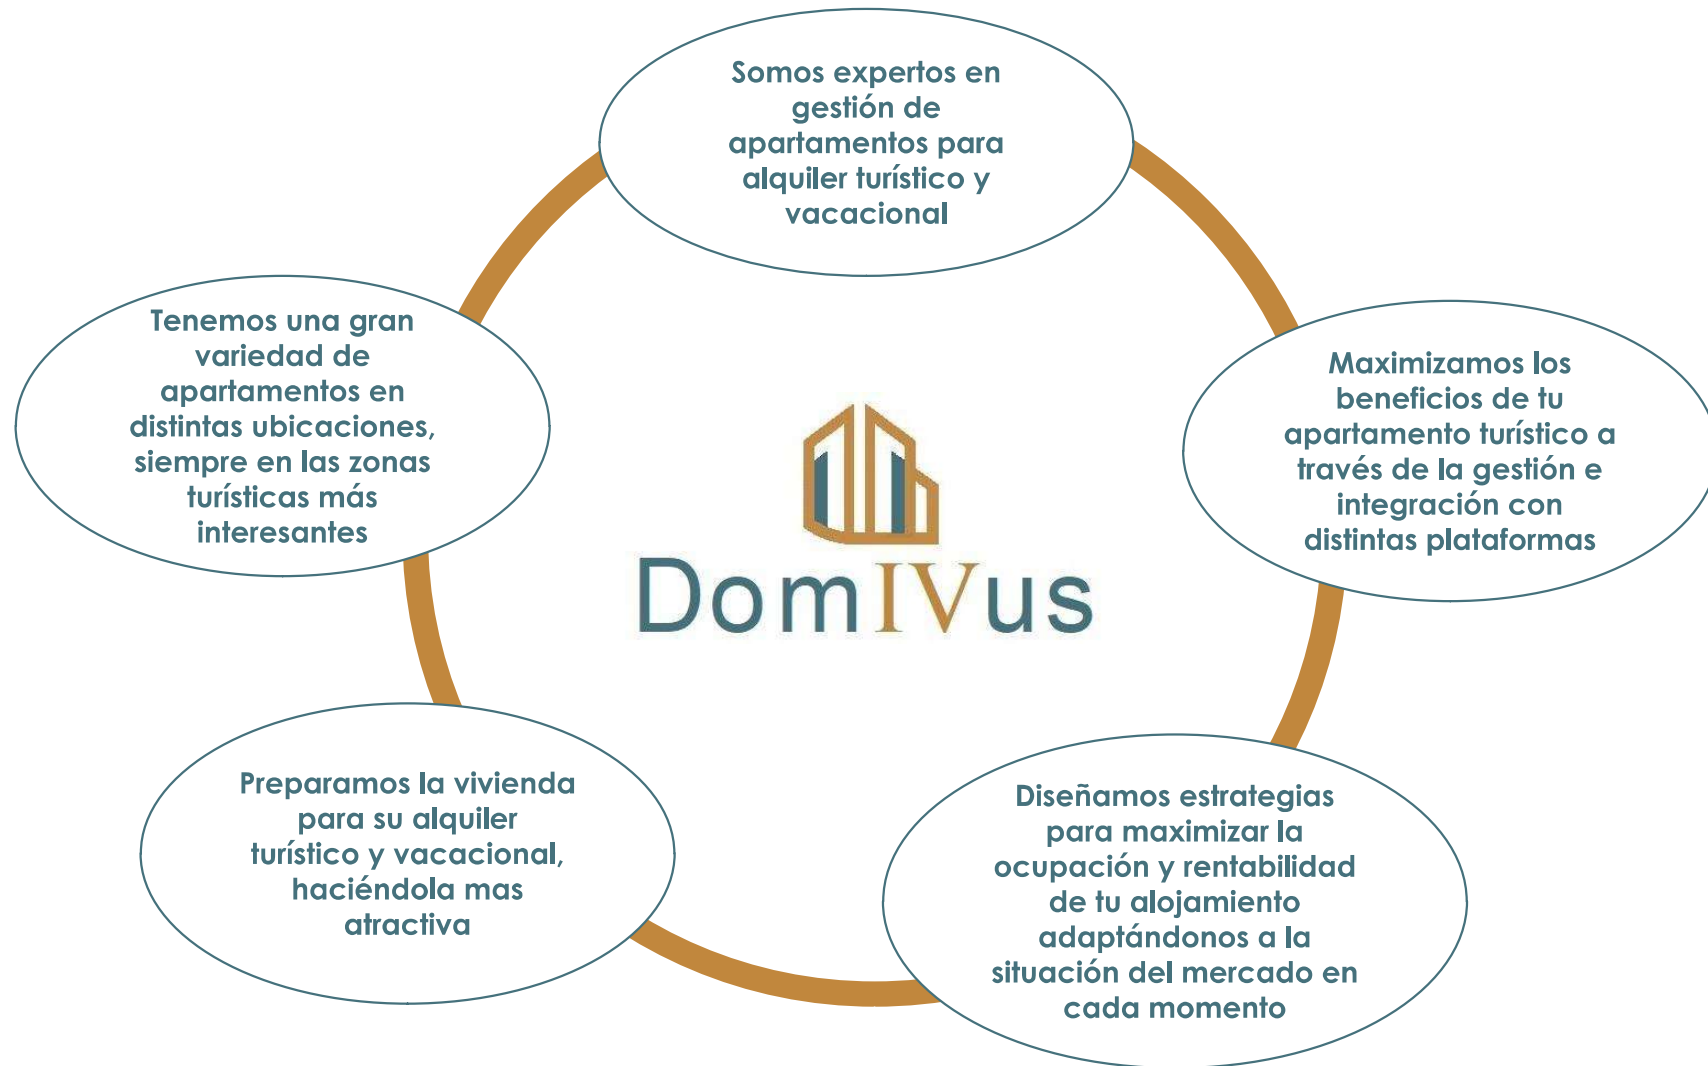 Somos expertos en
gestión de
apartamentos para
alquiler turístico y
vacacional
Maximizamos los
beneficios de tu
apartamento turístico a
través de la gestión e
integración con
distintas plataformas
Diseñamos estrategias
para maximizar la
ocupación y rentabilidad
de tu alojamiento
adaptándonos a la
situación del mercado en
cada momento
Preparamos la vivienda
para su alquiler
turístico y vacacional,
haciéndola mas
atractiva
Tenemos una gran
variedad de
apartamentos en
distintas ubicaciones,
siempre en las zonas
turísticas más
interesantes
DomIVus